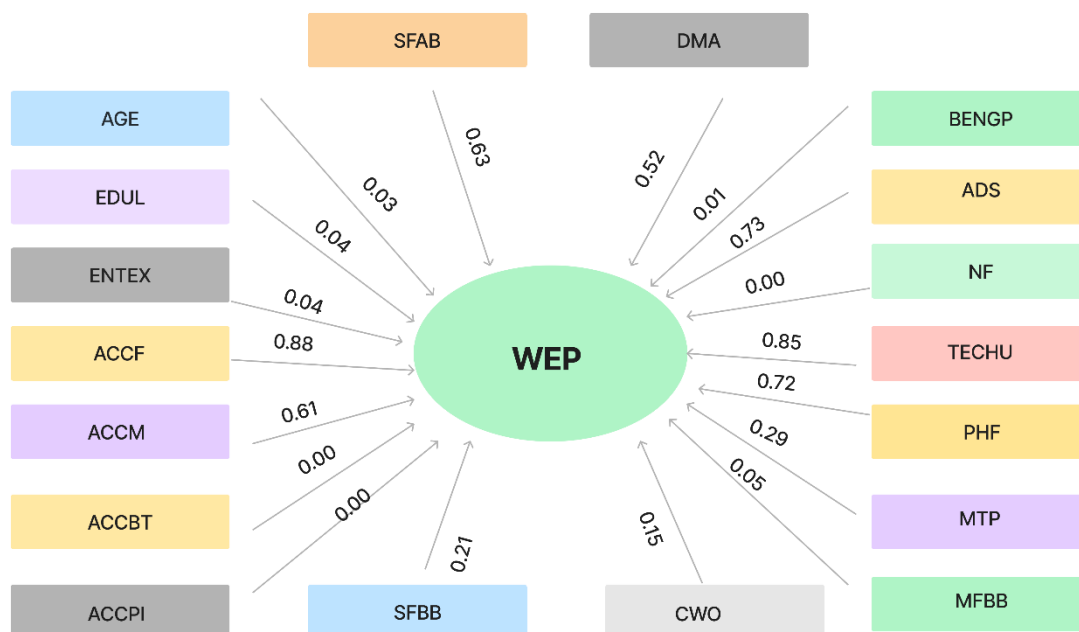 SFAB
DMA
AGE
BENGP
0.63
0.52
EDUL
0.03
0.01
ADS
0.04
0.73
ENTEX
0.00
NF
0.04
ACCF
0.88
WEP
0.85
TECHU
0.72
ACCM
0.61
0.29
PHF
0.00
0.05
ACCBT
0.00
MTP
0.21
0.15
ACCPI
SFBB
CWO
MFBB